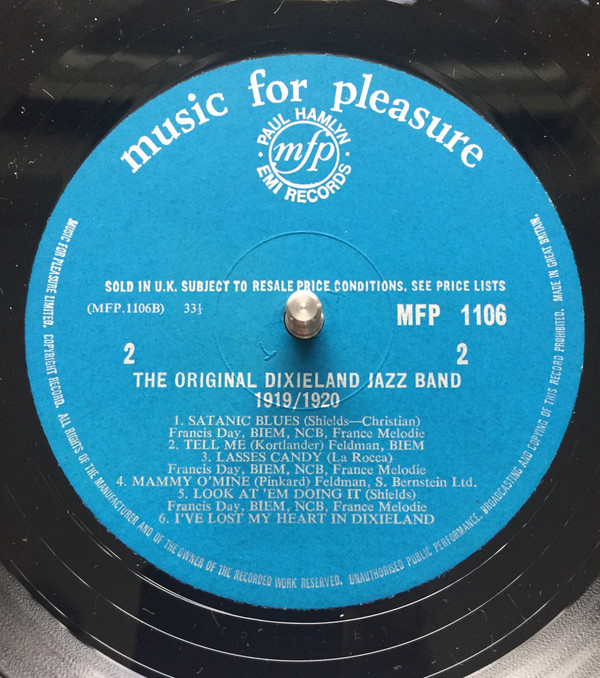 music for pleasure
• PAUL HAMLYN •
mfp
EMI RECORDS
SOLD IN U.K. SUBJECT TO RESALE PRICE CONDITIONS, SEE PRICE LISTS
(MFP.1106B) 33⅓
MFP 1106
2
2
THE ORIGINAL DIXIELAND JAZZ BAND
1919/1920
1. SATANIC BLUES (Shields—Christian)
Francis Day, BIEM, NCB, France Melodie
2. TELL ME (Kortlander) Feldman, BIEM
3. LASSES CANDY (La Rocca)
Francis Day, BIEM, NCB, France Melodie
4. MAMMY O'MINE (Pinkard) Feldman, S. Bernstein Ltd.
5. LOOK AT 'EM DOING IT (Shields)
Francis Day, BIEM, NCB, France Melodie
6. I'VE LOST MY HEART IN DIXIELAND
MUSIC FOR PLEASURE LIMITED. COPYRIGHT RECORD. ALL RIGHTS OF THE MANUFACTURER AND OF THE OWNER OF THE RECORDED WORK RESERVED. UNAUTHORISED PUBLIC PERFORMANCE, BROADCASTING AND COPYING OF THIS RECORD PROHIBITED. MADE IN GREAT BRITAIN.